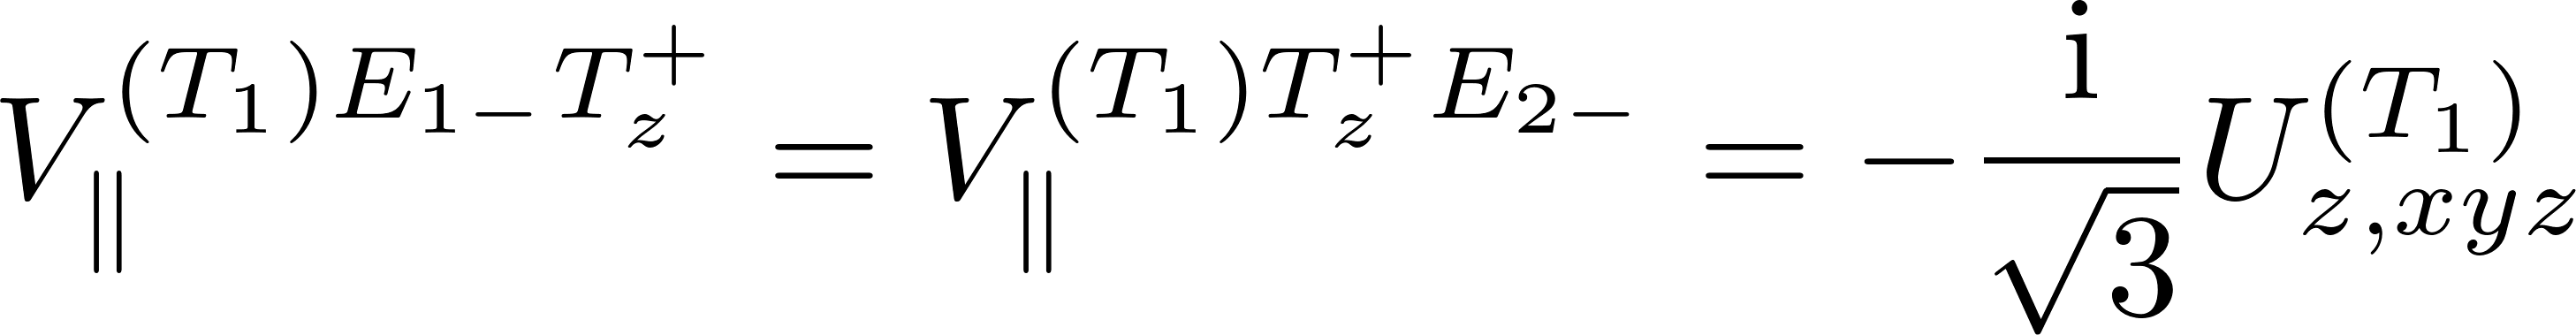 $V_{\parallel}^{(T_1)E_{1-}T_z^+} = V_{\parallel}^{(T_1)T_z^+E_{2-}} = -\frac{\mathrm{i}}{\sqrt{3}}U_{z,xyz}^{(T_1)}$